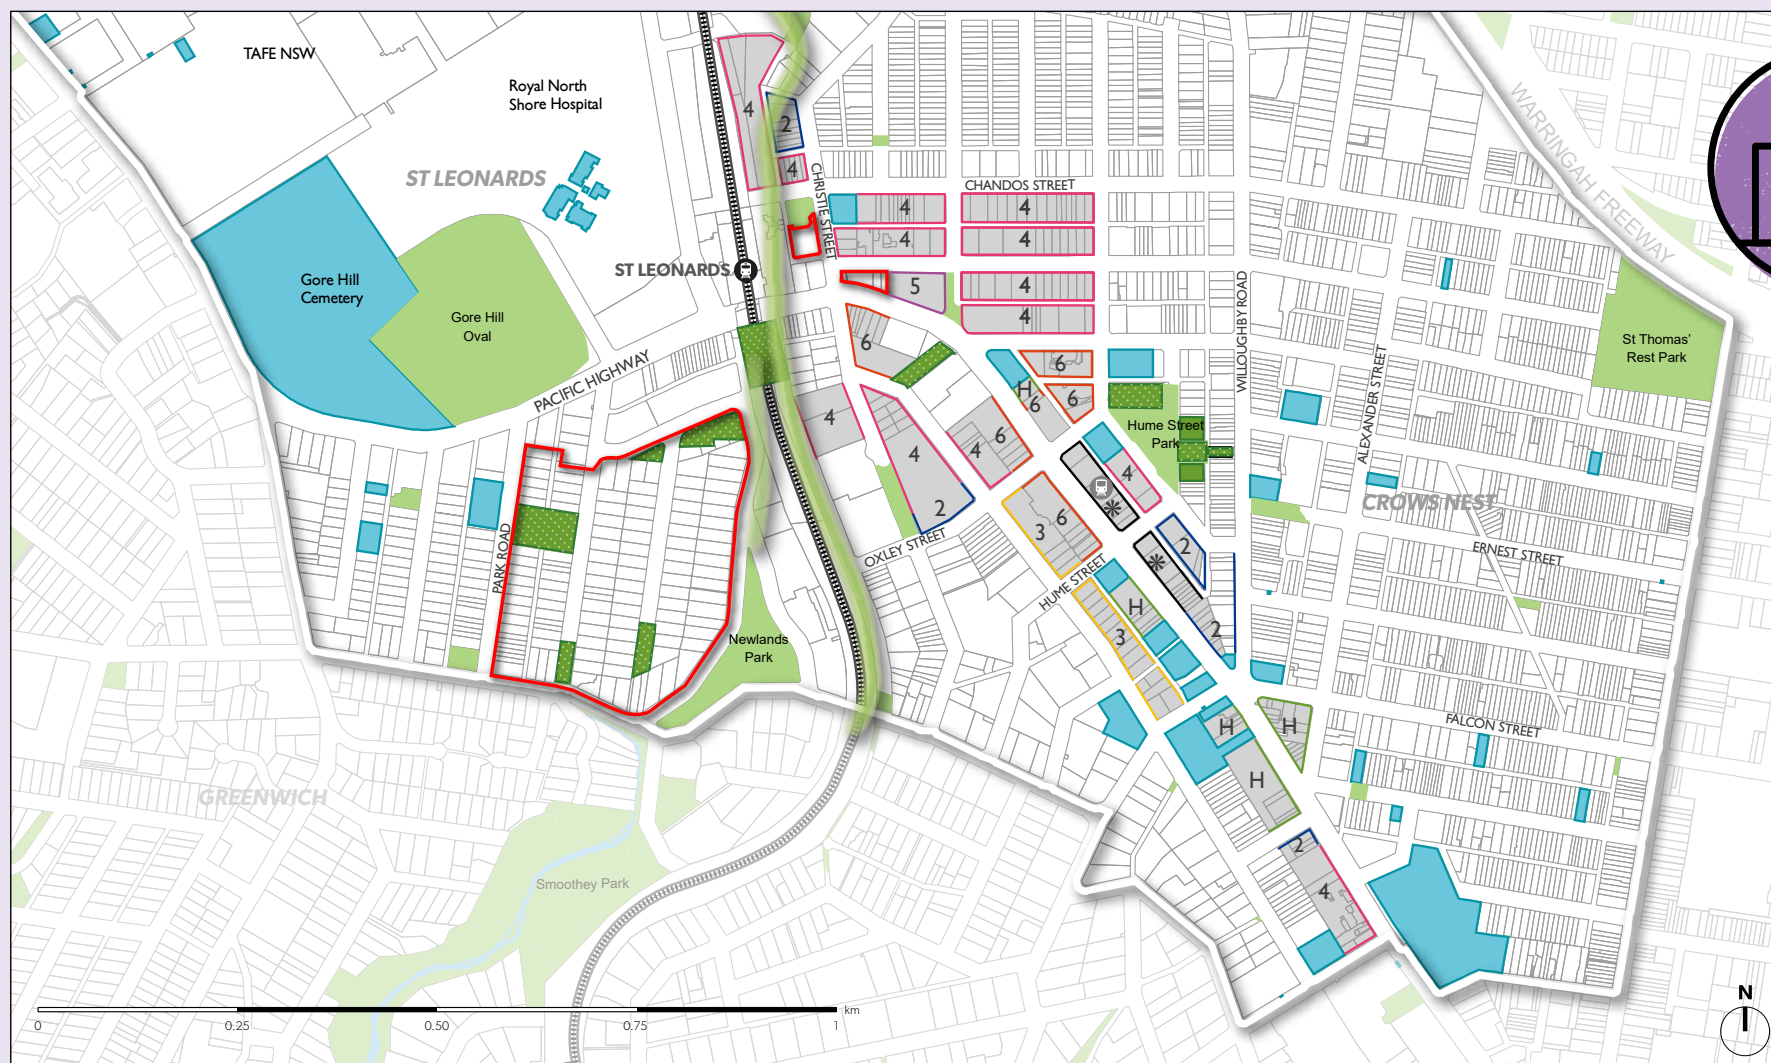 TAFE NSW
Royal North
Shore Hospital
ST LEONARDS
WARRINGAH FREEWAY
4
2
4
CHRISTIE STREET
CHANDOS STREET
4
4
4
4
ST LEONARDS
Gore Hill
Cemetery
Gore Hill
Oval
5
4
4
WILLOUGHBY ROAD
St Thomas'
Rest Park
PACIFIC HIGHWAY
6
6
H
6
6
ALEXANDER STREET
4
Hume Street
Park
4
4
6
4
CROWS NEST
2
3
6
2
OXLEY STREET
ERNEST STREET
PARK ROAD
HUME STREET
H
3
2
Newlands
Park
H
H
FALCON STREET
H
GREENWICH
2
4
Smoothey Park
N
0
0.25
0.50
0.75
1
km